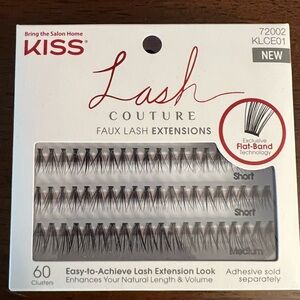 Bring the Salon Home
KISS®
72002
KLCE01
NEW
Lash
COUTURE
FAUX LASH EXTENSIONS
Exclusive
Flat-Band
Technology
Short
Short
Medium
60
Clusters
Easy-to-Achieve Lash Extension Look
Enhances Your Natural Length & Volume
Adhesive sold
separately